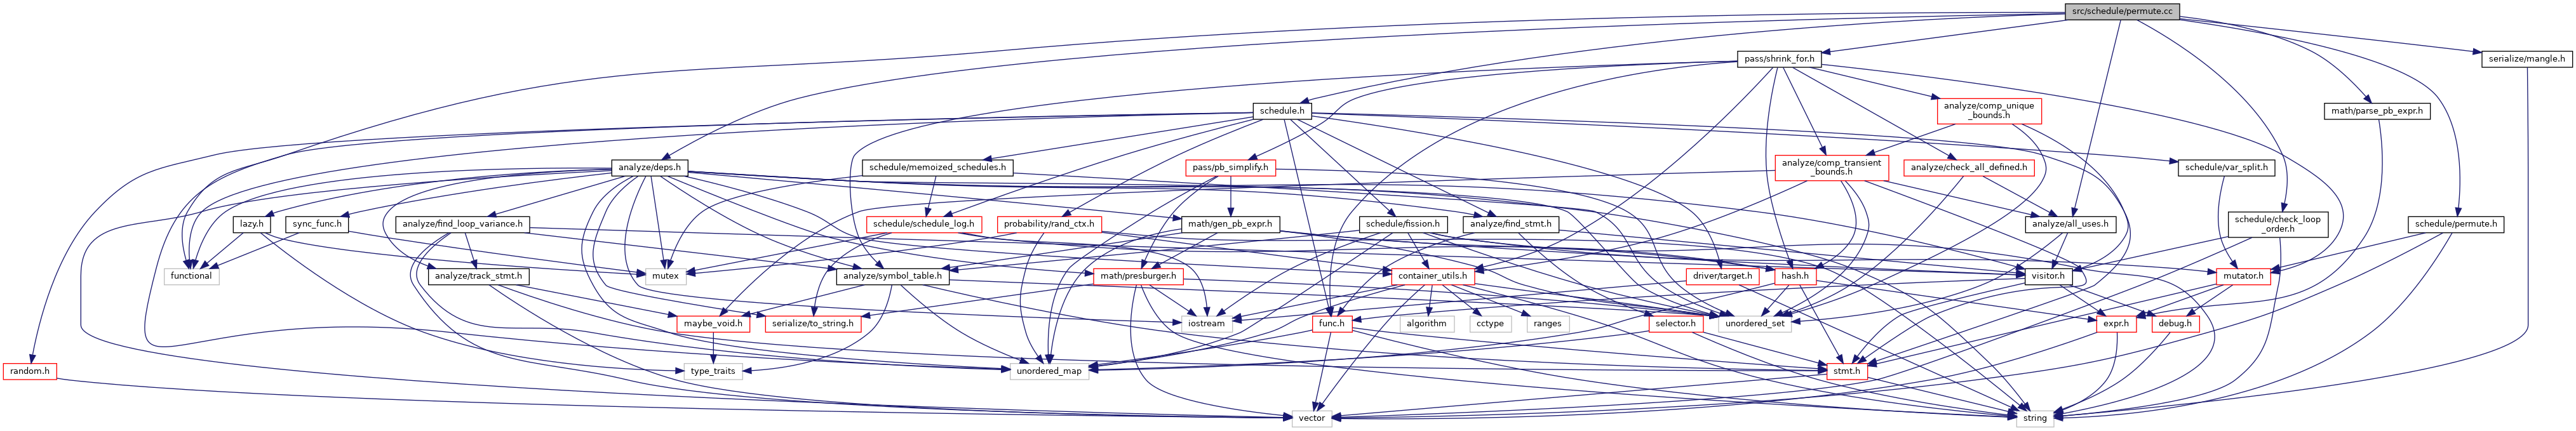 src/schedule/permute.cc
pass/shrink_for.h
serialize/mangle.h
schedule.h
analyze/comp_unique
_bounds.h
math/parse_pb_expr.h
analyze/deps.h
schedule/memoized_schedules.h
pass/pb_simplify.h
analyze/comp_transient
_bounds.h
analyze/check_all_defined.h
schedule/var_split.h
lazy.h
sync_func.h
analyze/find_loop_variance.h
schedule/schedule_log.h
probability/rand_ctx.h
math/gen_pb_expr.h
schedule/fission.h
analyze/find_stmt.h
analyze/all_uses.h
schedule/check_loop
_order.h
schedule/permute.h
functional
analyze/track_stmt.h
mutex
analyze/symbol_table.h
math/presburger.h
container_utils.h
driver/target.h
hash.h
visitor.h
mutator.h
maybe_void.h
serialize/to_string.h
iostream
func.h
algorithm
cctype
ranges
selector.h
unordered_set
expr.h
debug.h
random.h
type_traits
unordered_map
stmt.h
vector
string